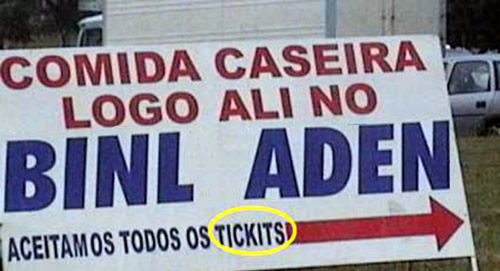 COMIDA CASEIRA
LOGO ALI NO
BINL ADEN
ACEITAMOS TODOS OS TICKITS